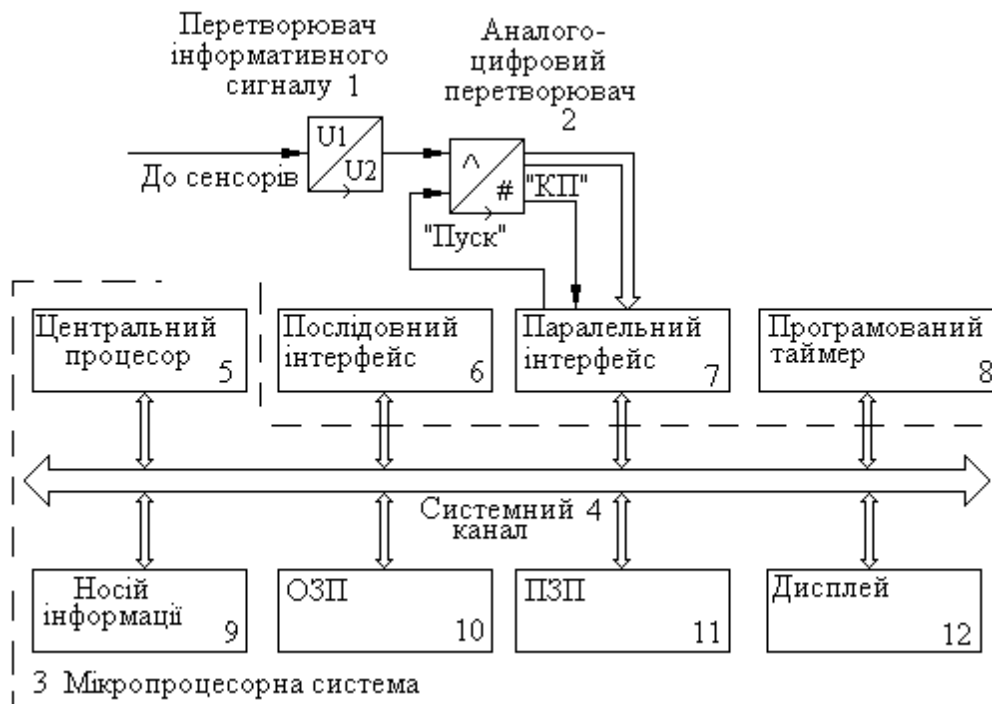 Перетворювач
інформативного
сигналу 1
Аналого-
цифровий
перетворювач
2
U1
U2
До сенсорів
^
#
"КП"
"Пуск"
Центральний
процесор
5
Послідовний
інтерфейс
6
Паралельний
інтерфейс
7
Програмований
таймер
8
Системний 4
канал
Носій
інформації
9
ОЗП
10
ПЗП
11
Дисплей
12
3 Мікропроцесорна система